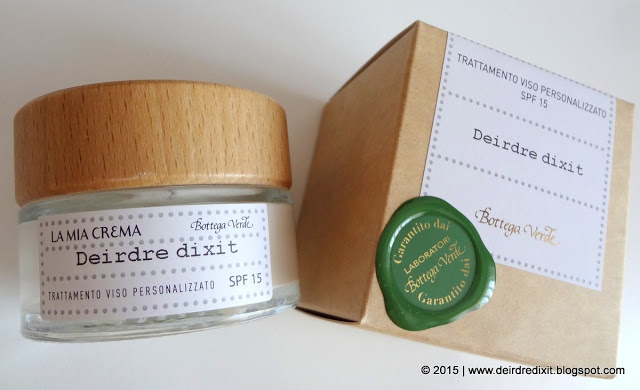 LA MIA CREMA
Bottega Verde
Deirdre dixit
TRATTAMENTO VISO PERSONALIZZATO
SPF 15
TRATTAMENTO VISO PERSONALIZZATO
SPF 15
Deirdre dixit
Bottega Verde
Garantito dai
LABORATORI
Bottega Verde
Garantito dai
© 2015 | www.deirdredixit.blogspot.com